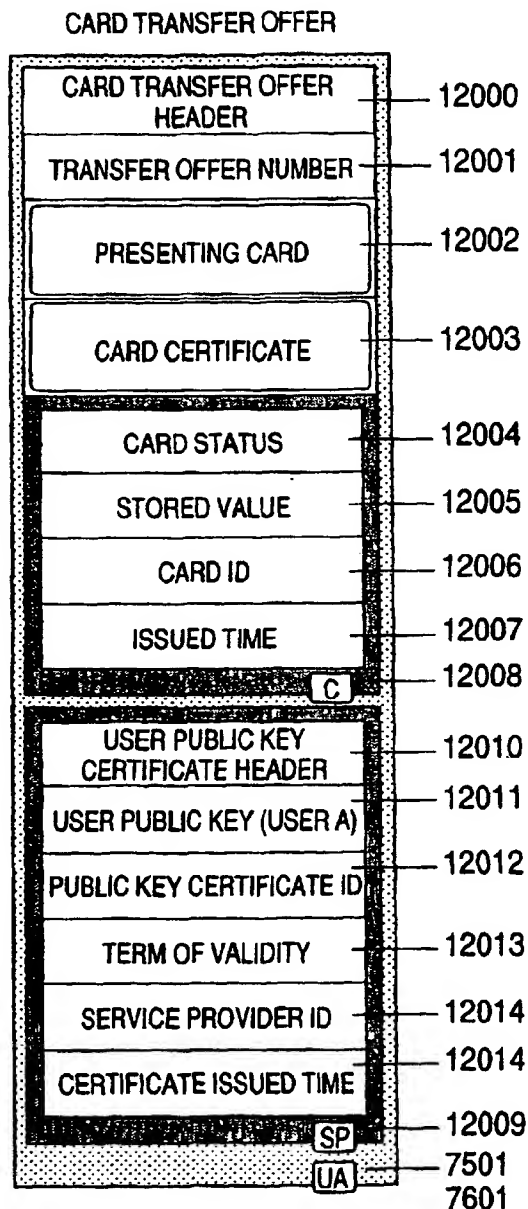 CARD TRANSFER OFFER
CARD TRANSFER OFFER
HEADER
12000
TRANSFER OFFER NUMBER
12001
PRESENTING CARD
12002
CARD CERTIFICATE
12003
CARD STATUS
12004
STORED VALUE
12005
CARD ID
12006
ISSUED TIME
12007
C
12008
USER PUBLIC KEY
CERTIFICATE HEADER
12010
USER PUBLIC KEY (USER A)
12011
PUBLIC KEY CERTIFICATE ID
12012
TERM OF VALIDITY
12013
SERVICE PROVIDER ID
12014
CERTIFICATE ISSUED TIME
12014
SP
12009
UA
7501
7601